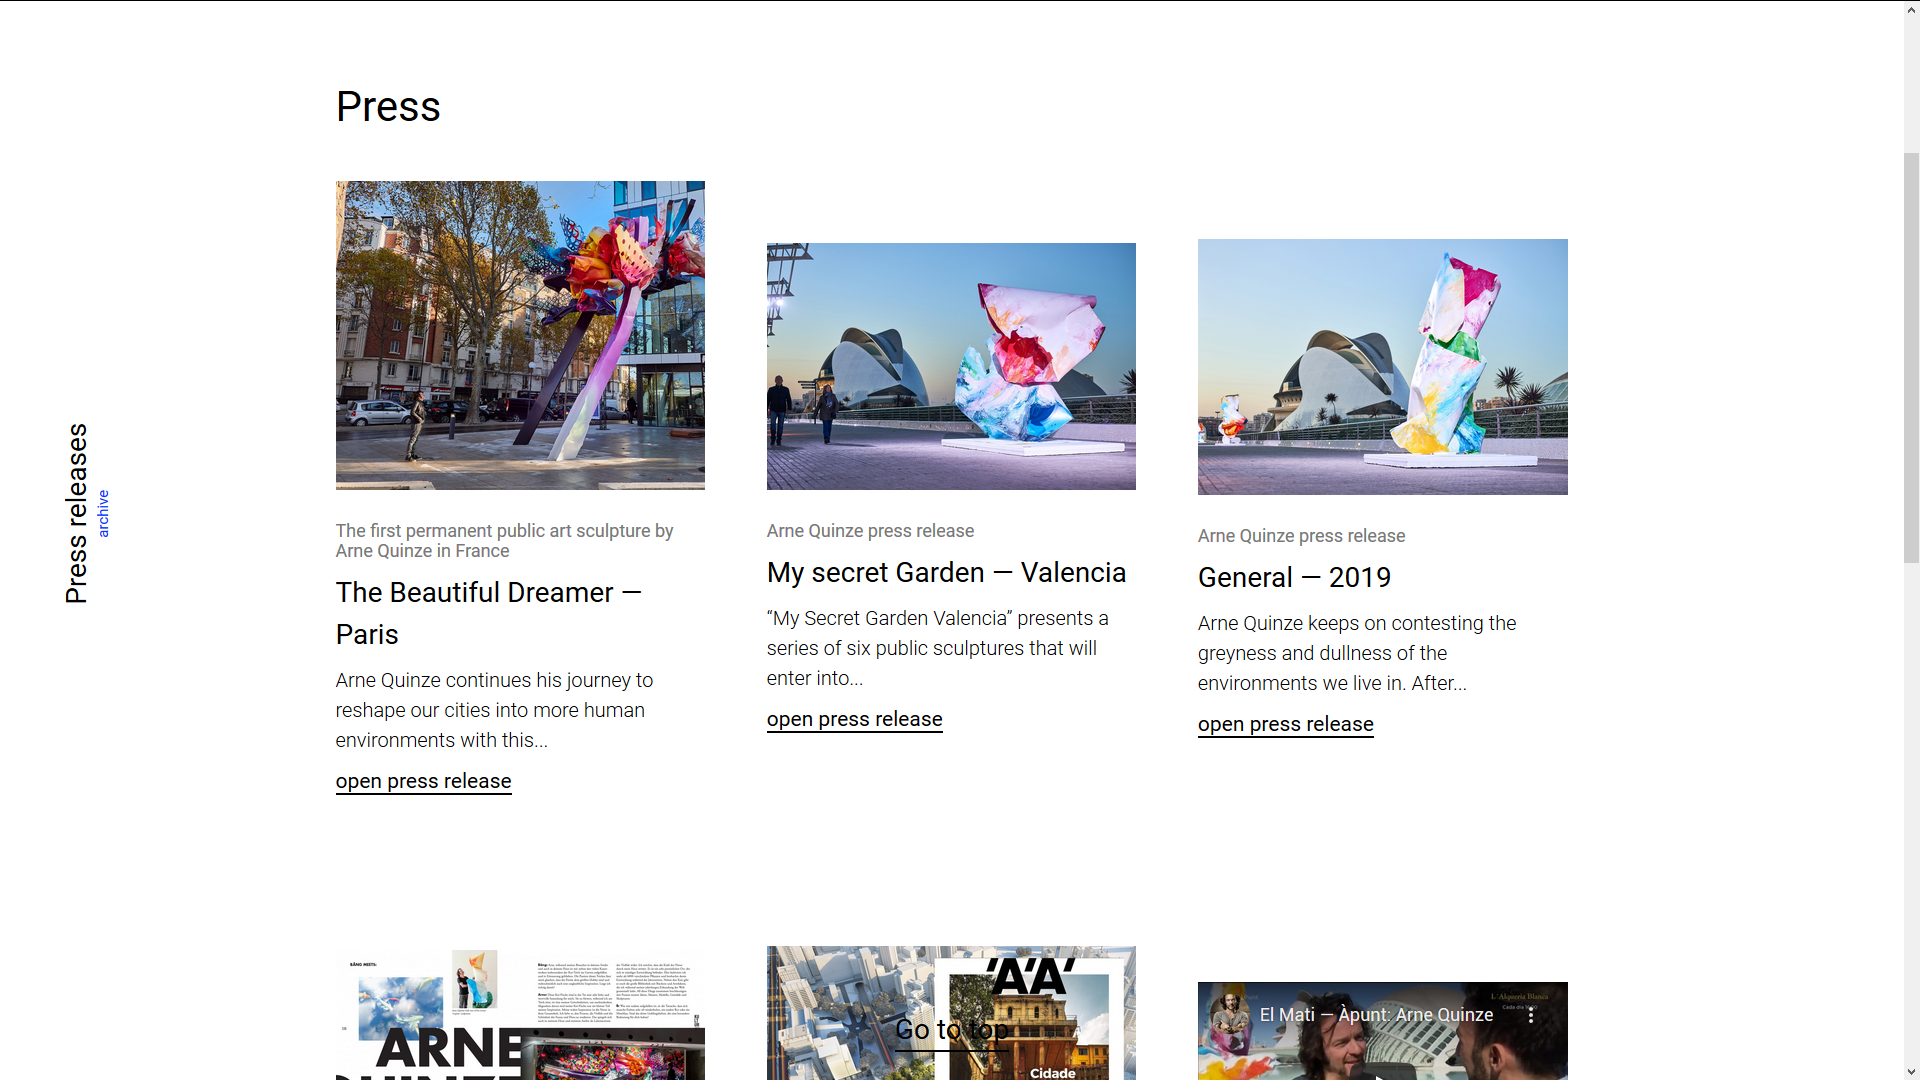 Press
Press releases
archive
The first permanent public art sculpture by
Arne Quinze in France
The Beautiful Dreamer —
Paris
Arne Quinze continues his journey to
reshape our cities into more human
environments with this...
open press release
Arne Quinze press release
My secret Garden — Valencia
“My Secret Garden Valencia” presents a
series of six public sculptures that will
enter into...
open press release
Arne Quinze press release
General — 2019
Arne Quinze keeps on contesting the
greyness and dullness of the
environments we live in. After...
open press release
BÄNG MEETS:
ARNE
'A'A'
Go to top
Cidade
L'Alqueria Blanca
El Mati — Àpunt: Arne Quinze